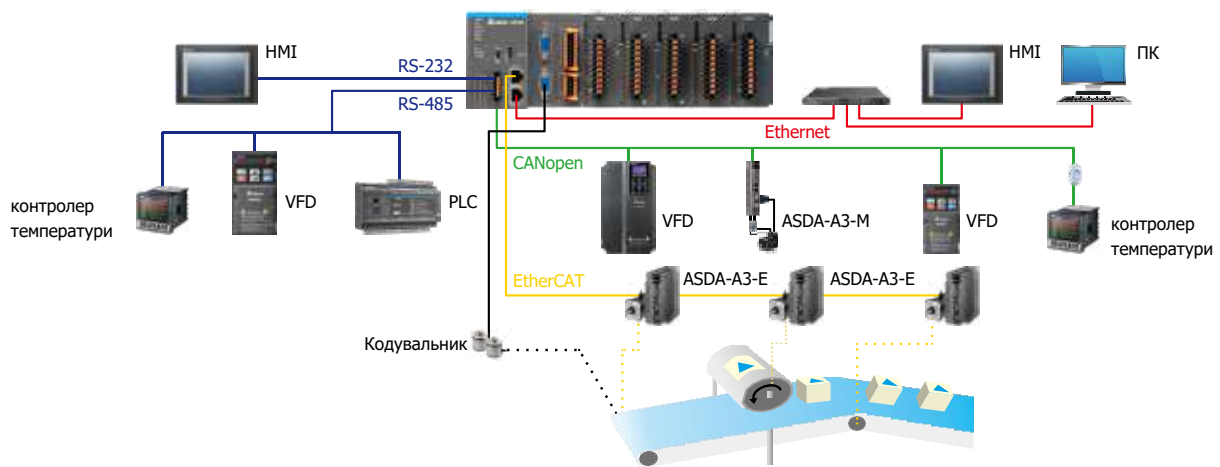 HMI
RS-232
RS-485
HMI
ПК
Ethernet
CANopen
контролер
температури
VFD
PLC
VFD
ASDA-A3-M
VFD
контролер
температури
EtherCAT
ASDA-A3-E
ASDA-A3-E
Кодувальник